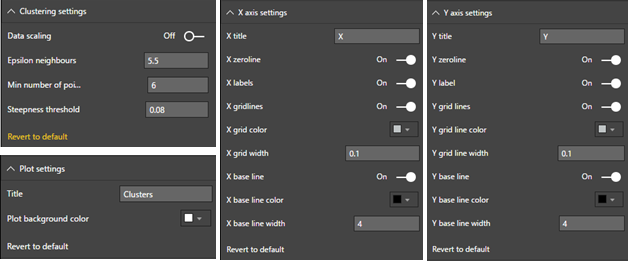 Clustering settings
Data scaling Off
Epsilon neighbours 5.5
Min number of poi... 6
Steepness threshold 0.08
Revert to default
Plot settings
Title Clusters
Plot background color
Revert to default
X axis settings
X title X
X zeroline On
X labels On
X gridlines On
X grid color
X grid width 0.1
X base line On
X base line color
X base line width 4
Revert to default
Y axis settings
Y title Y
Y zeroline On
Y label On
Y grid lines On
Y grid line color
Y grid line width 0.1
Y base line On
Y base line color
Y base line width 4
Revert to default